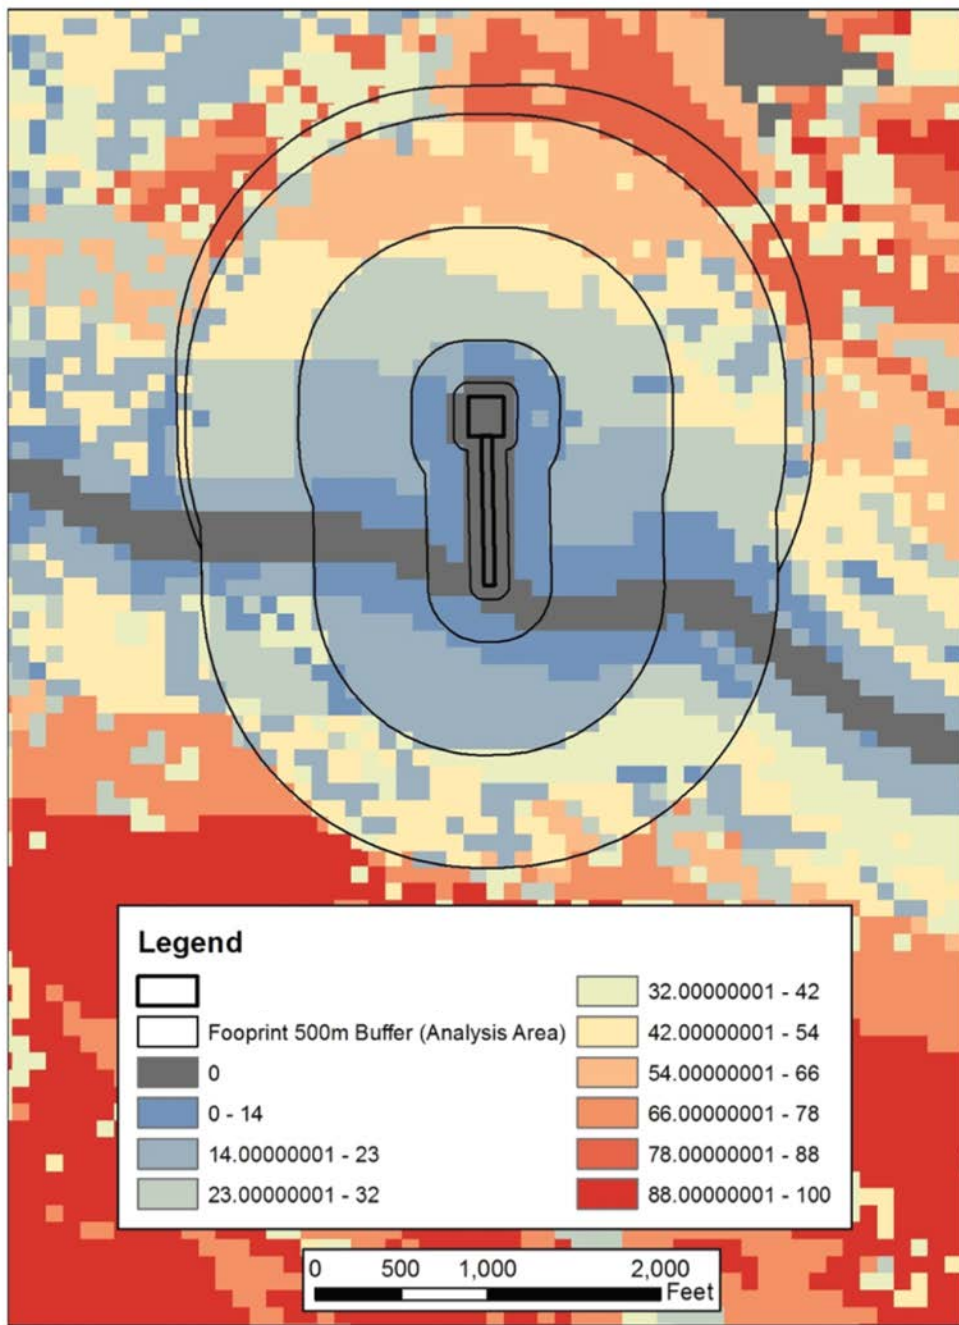 Legend
Fooprint 500m Buffer (Analysis Area)
0
0 - 14
14.00000001 - 23
23.00000001 - 32
32.00000001 - 42
42.00000001 - 54
54.00000001 - 66
66.00000001 - 78
78.00000001 - 88
88.00000001 - 100
0 500 1,000 2,000
Feet